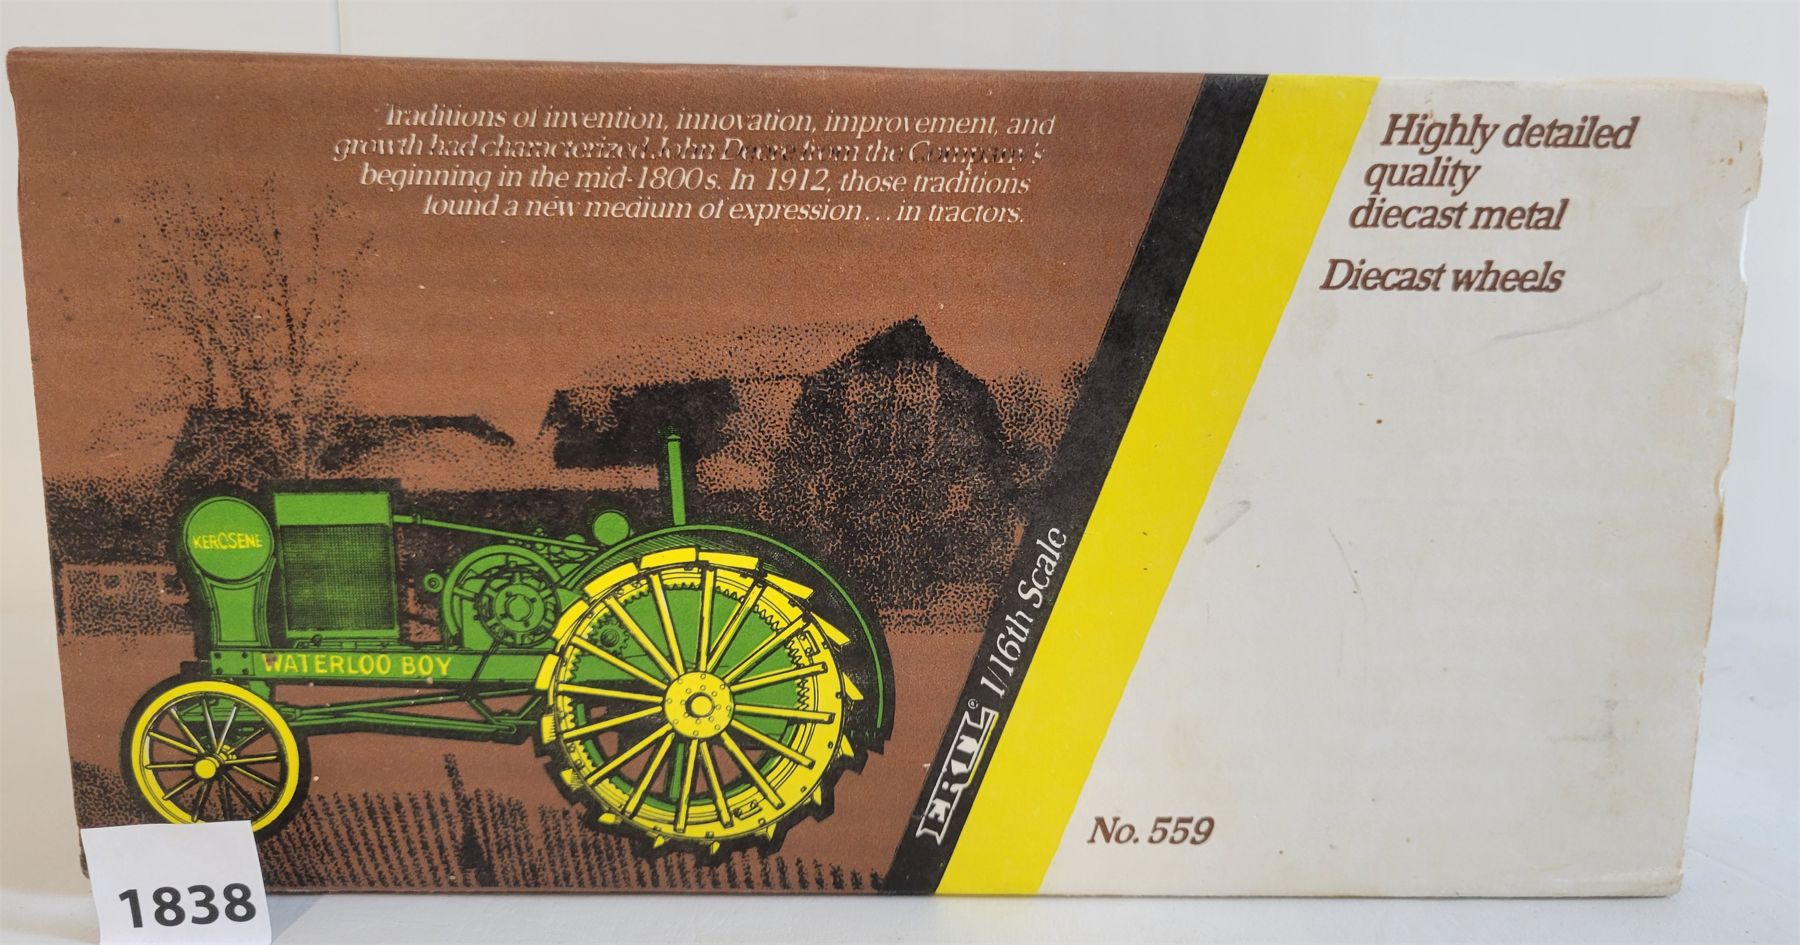 Traditions of invention, innovation, improvement, and
growth had characterized John Deere from the Company's
beginning in the mid-1800s. In 1912, those traditions
found a new medium of expression...in tractors.
Highly detailed
quality
diecast metal
Diecast wheels
KEROSENE
WATERLOO BOY
ERTL® 1/16th Scale
No. 559
1838